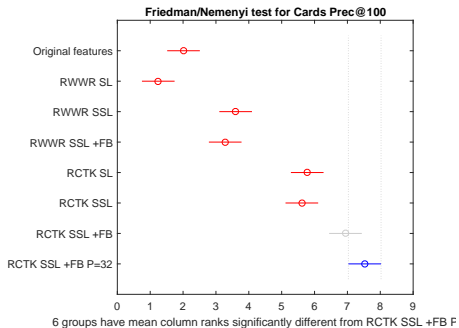 Friedman/Nemenyi test for Cards Prec@100
Original features
RWWR SL
RWWR SSL
RWWR SSL +FB
RCTK SL
RCTK SSL
RCTK SSL +FB
RCTK SSL +FB P=32
0 1 2 3 4 5 6 7 8 9
6 groups have mean column ranks significantly different from RCTK SSL +FB P